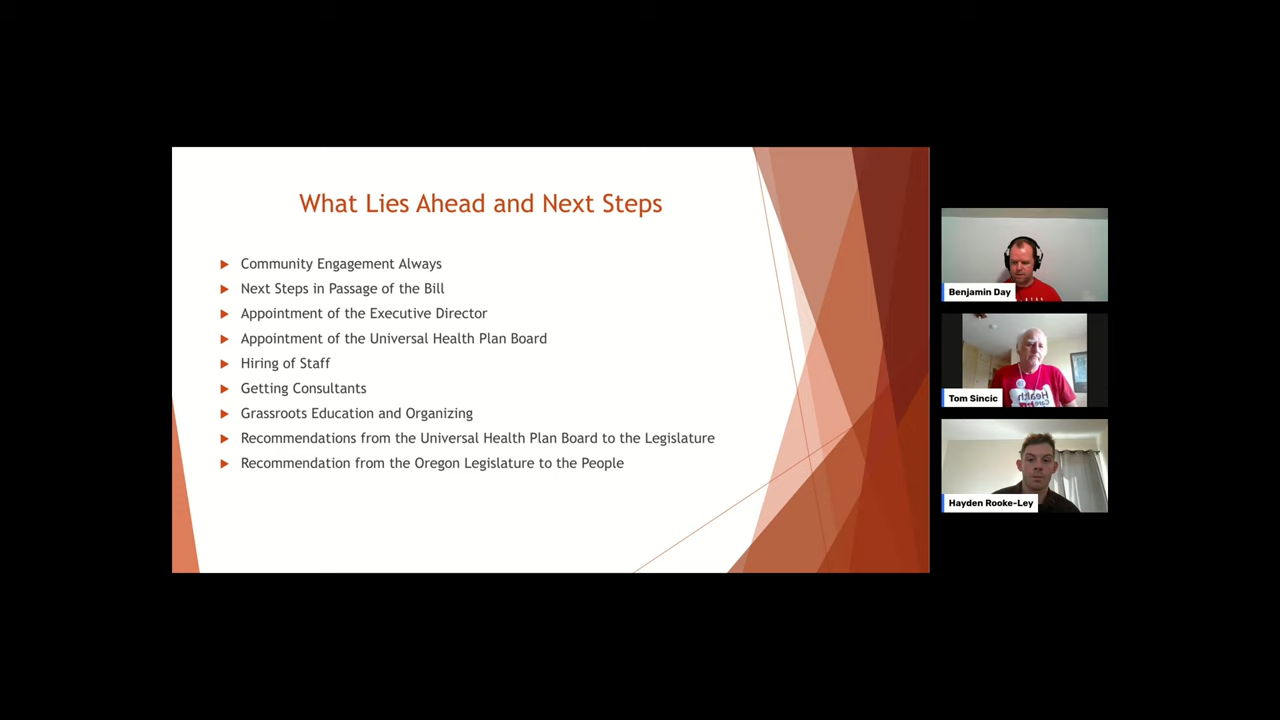 What Lies Ahead and Next Steps
Community Engagement Always
Next Steps in Passage of the Bill
Appointment of the Executive Director
Appointment of the Universal Health Plan Board
Hiring of Staff
Getting Consultants
Grassroots Education and Organizing
Recommendations from the Universal Health Plan Board to the Legislature
Recommendation from the Oregon Legislature to the People
Benjamin Day
Tom Sincic
Health
Care
Hayden Rooke-Ley